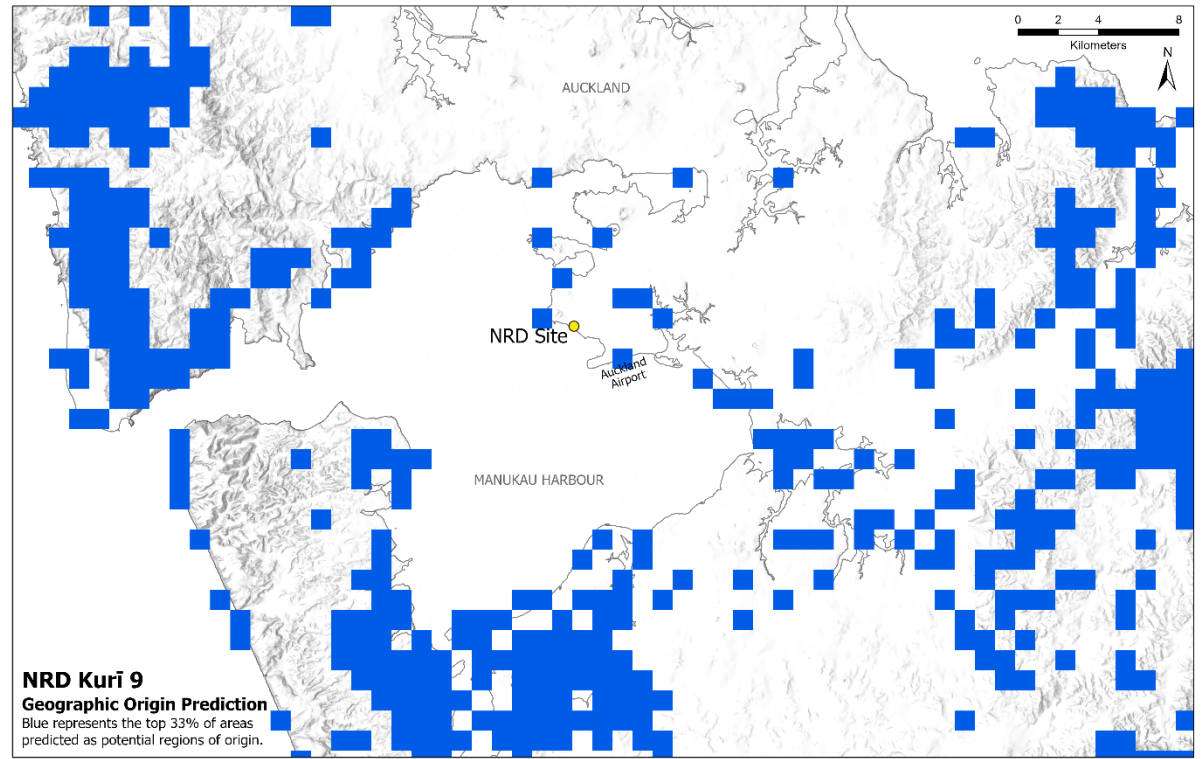 0 2 4 8
Kilometers
N
AUCKLAND
NRD Site
Auckland
Airport
MANUKAU HARBOUR
NRD Kurī 9
Geographic Origin Prediction
Blue represents the top 33% of areas
predicted as potential regions of origin.